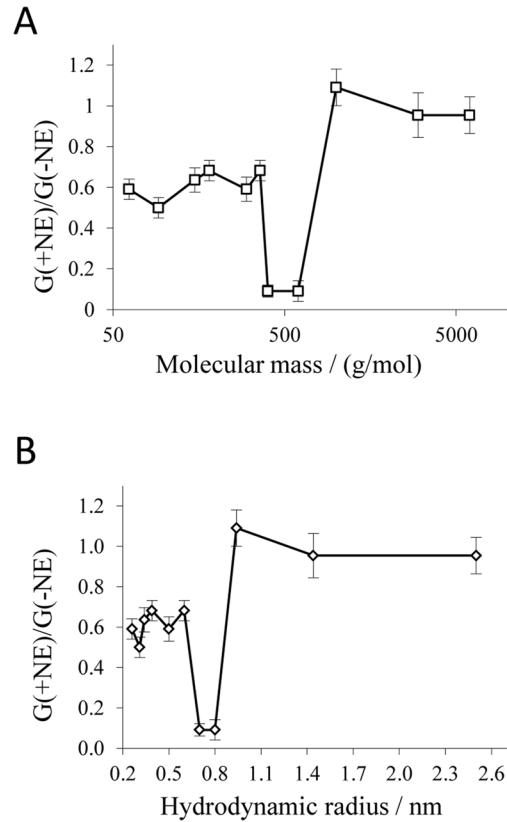 A
G(+NE)/G(-NE)
1.2
1
0.8
0.6
0.4
0.2
0
50 500 5000
Molecular mass / (g/mol)
B
G(+NE)/G(-NE)
1.2
1.0
0.8
0.6
0.4
0.2
0.0
0.2 0.5 0.8 1.1 1.4 1.7 2.0 2.3 2.6
Hydrodynamic radius / nm